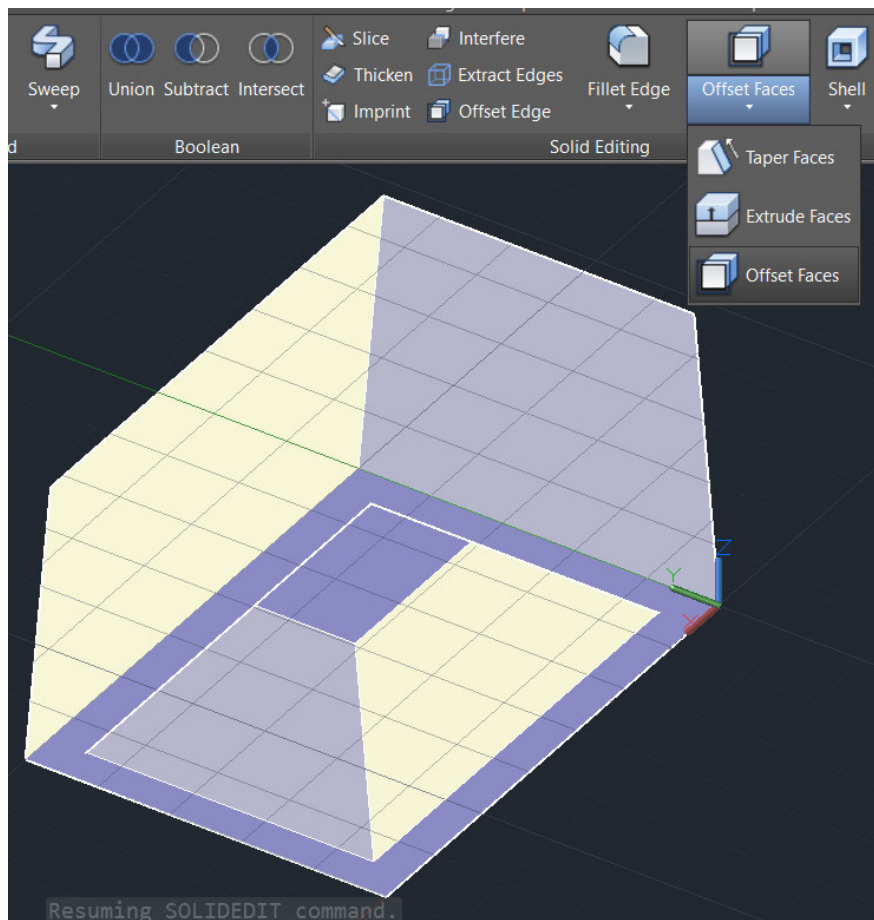 Slice Interfere
Sweep Union Subtract Intersect Thicken Extract Edges Fillet Edge Offset Faces Shell
Imprint Offset Edge
d Boolean Solid Editing
Taper Faces
Extrude Faces
Offset Faces
Z
Y
X
Resuming SOLIDEDIT command.